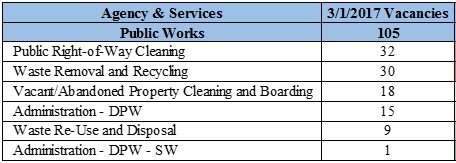 Agency & Services 3/1/2017 Vacancies
Public Works 105
Public Right-of-Way Cleaning 32
Waste Removal and Recycling 30
Vacant/Abandoned Property Cleaning and Boarding 18
Administration - DPW 15
Waste Re-Use and Disposal 9
Administration - DPW - SW 1